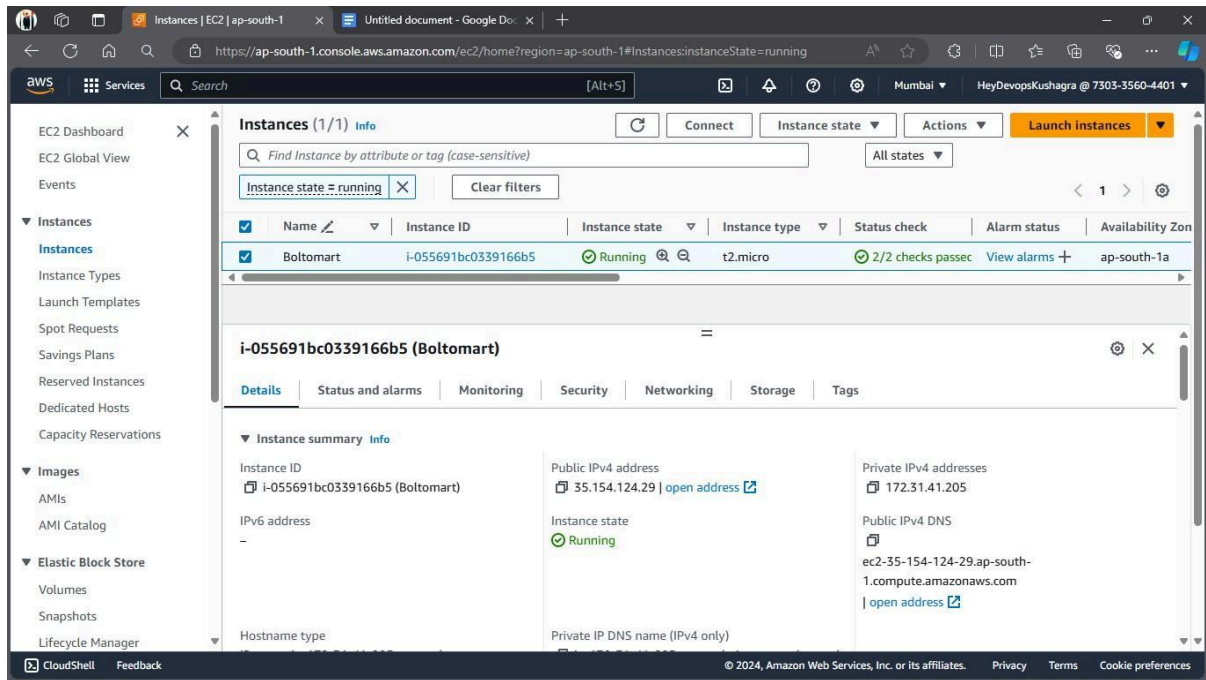 Instances | EC2 | ap-south-1
Untitled document - Google Doc
https://ap-south-1.console.aws.amazon.com/ec2/home?region=ap-south-1#Instances:instanceState=running
aws Services Search [Alt+S] Mumbai HeyDevopsKushagra @ 7303-3560-4401
EC2 Dashboard
EC2 Global View
Events
Instances
Instances
Instance Types
Launch Templates
Spot Requests
Savings Plans
Reserved Instances
Dedicated Hosts
Capacity Reservations
Images
AMIs
AMI Catalog
Elastic Block Store
Volumes
Snapshots
Lifecycle Manager
Instances (1/1) Info Connect Instance state Actions Launch instances
Find Instance by attribute or tag (case-sensitive) All states
Instance state = running Clear filters 1
Name Instance ID Instance state Instance type Status check Alarm status Availability Zon
Boltomart i-055691bc0339166b5 Running t2.micro 2/2 checks passec View alarms + ap-south-1a
i-055691bc0339166b5 (Boltomart)
Details Status and alarms Monitoring Security Networking Storage Tags
Instance summary Info
Instance ID Public IPv4 address Private IPv4 addresses
i-055691bc0339166b5 (Boltomart) 35.154.124.29 | open address 172.31.41.205
IPv6 address Instance state Public IPv4 DNS
– Running
ec2-35-154-124-29.ap-south-
1.compute.amazonaws.com
| open address
Hostname type Private IP DNS name (IPv4 only)
CloudShell Feedback © 2024, Amazon Web Services, Inc. or its affiliates. Privacy Terms Cookie preferences